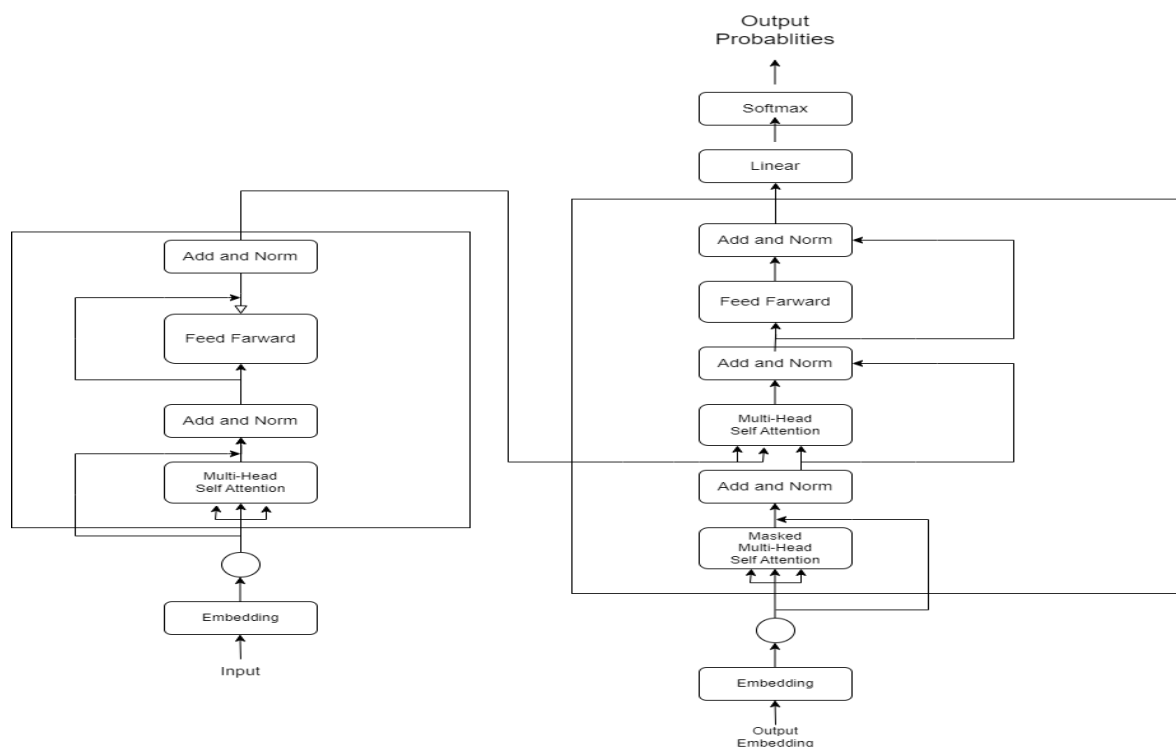 Output
Probablities
Softmax
Linear
Add and Norm
Feed Farward
Add and Norm
Multi-Head
Self Attention
Add and Norm
Masked
Multi-Head
Self Attention
Embedding
Output
Embedding
Add and Norm
Feed Farward
Add and Norm
Multi-Head
Self Attention
Embedding
Input